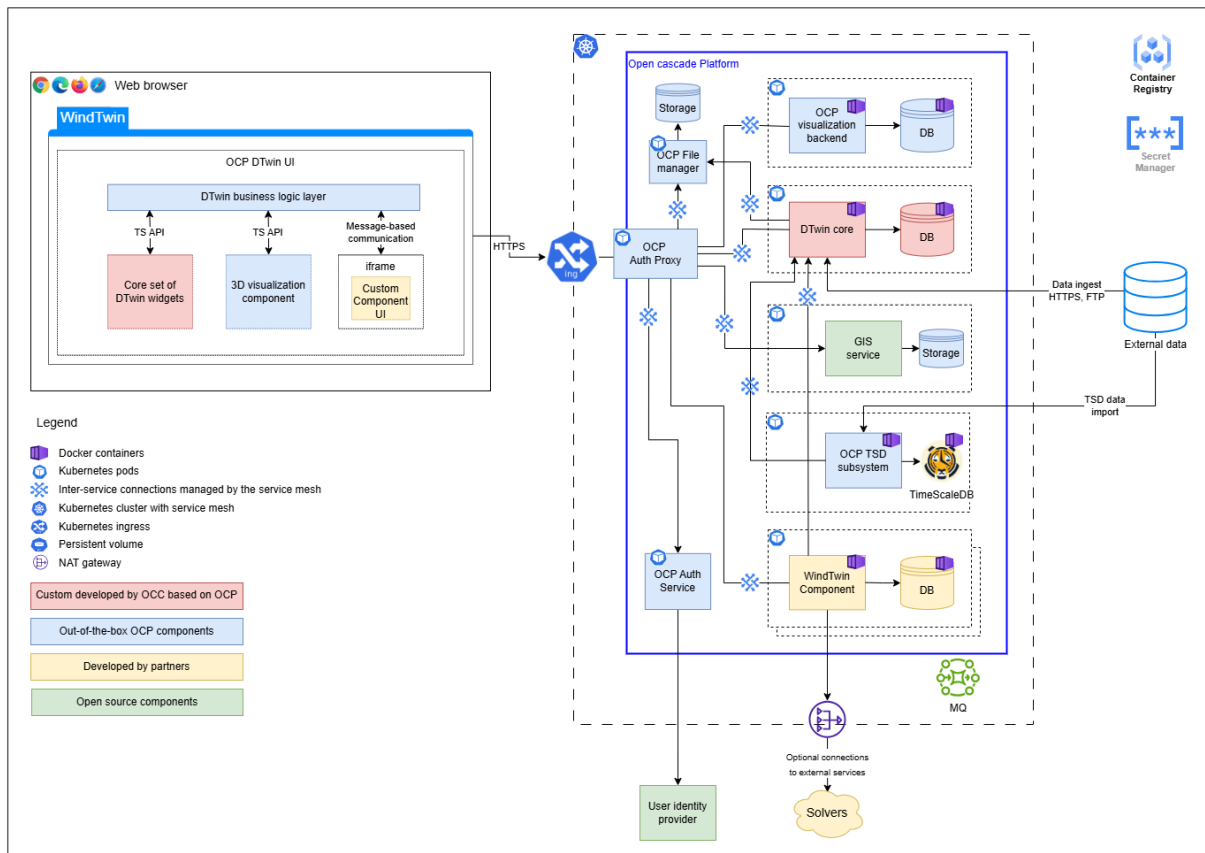 Open cascade Platform
Container
Registry
***
Secret
Manager
Web browser
WindTwin
OCP DTwin UI
DTwin business logic layer
TS API
TS API
Message-based
communication
Core set of
DTwin widgets
3D visualization
component
iframe
Custom
Component
UI
HTTPS
ing
Storage
OCP File
manager
OCP
Auth Proxy
OCP
visualization
backend
DB
DTwin core
DB
GIS
service
Storage
OCP TSD
subsystem
TimeScaleDB
OCP Auth
Service
WindTwin
Component
DB
Data ingest
HTTPS, FTP
External data
TSD data
import
MQ
Optional connections
to external services
Solvers
User identity
provider
Legend
Docker containers
Kubernetes pods
Inter-service connections managed by the service mesh
Kubernetes cluster with service mesh
Kubernetes ingress
Persistent volume
NAT gateway
Custom developed by OCC based on OCP
Out-of-the-box OCP components
Developed by partners
Open source components